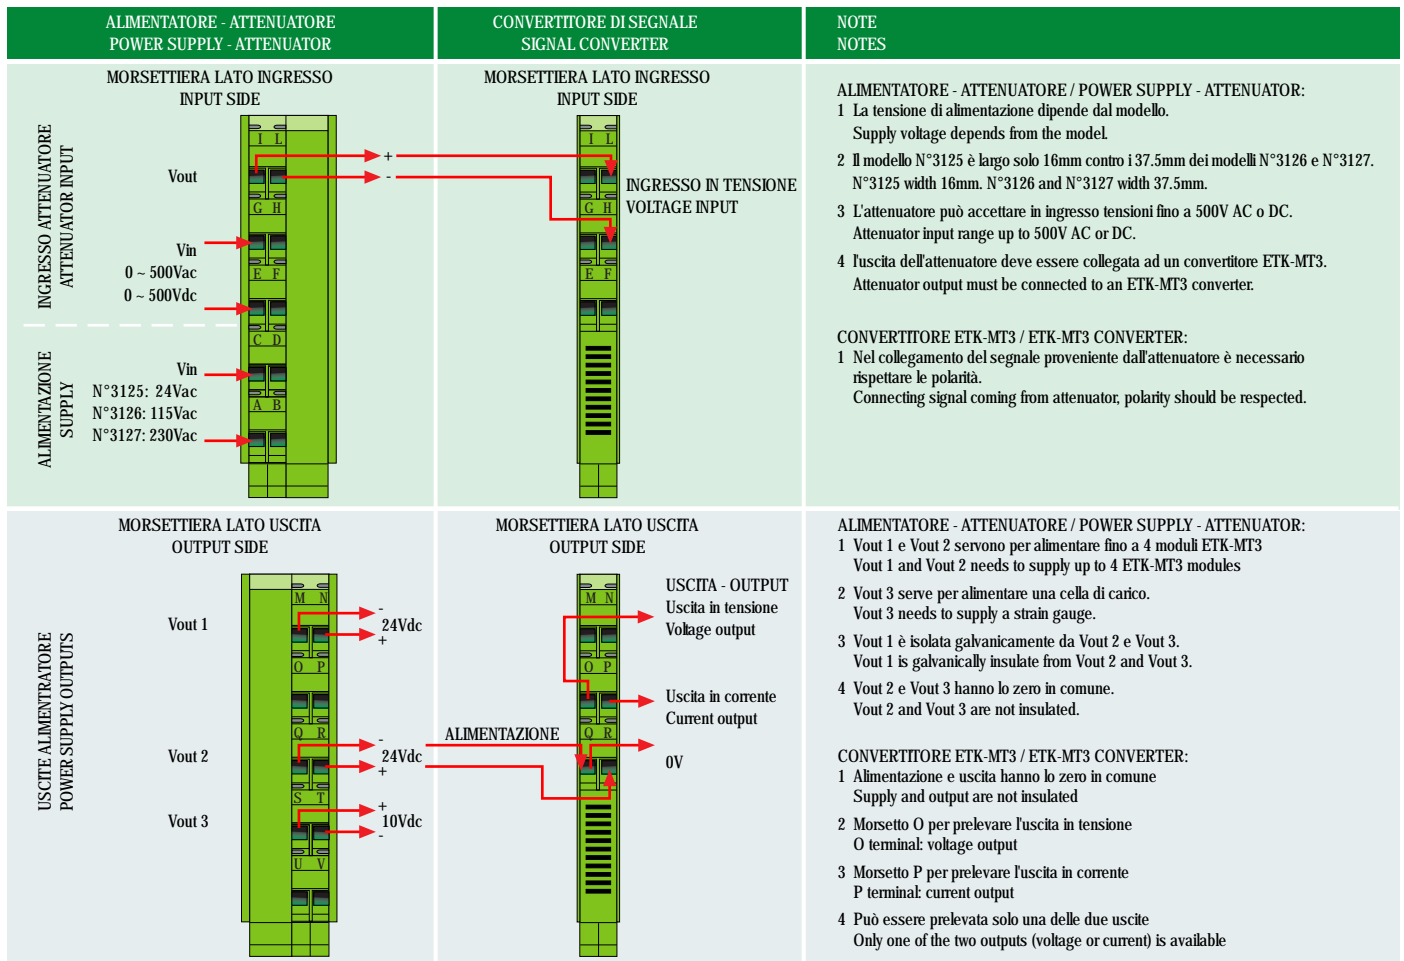 ALIMENTATORE - ATTENUATORE
POWER SUPPLY - ATTENUATOR
CONVERTITORE DI SEGNALE
SIGNAL CONVERTER
NOTE
NOTES
MORSETTIERA LATO INGRESSO
INPUT SIDE
INGRESSO ATTENUATORE
ATTENUATOR INPUT
I L
Vout
+
-
G H
Vin
0 ~ 500Vac
0 ~ 500Vdc
E F
C D
ALIMENTAZIONE
SUPPLY
Vin
N°3125: 24Vac
N°3126: 115Vac
N°3127: 230Vac
A B
MORSETTIERA LATO INGRESSO
INPUT SIDE
I L
INGRESSO IN TENSIONE
VOLTAGE INPUT
G H
E F
ALIMENTATORE - ATTENUATORE / POWER SUPPLY - ATTENUATOR:
1 La tensione di alimentazione dipende dal modello.
Supply voltage depends from the model.
2 Il modello N°3125 è largo solo 16mm contro i 37.5mm dei modelli N°3126 e N°3127.
N°3125 width 16mm. N°3126 and N°3127 width 37.5mm.
3 L'attenuatore può accettare in ingresso tensioni fino a 500V AC o DC.
Attenuator input range up to 500V AC or DC.
4 l'uscita dell'attenuatore deve essere collegata ad un convertitore ETK-MT3.
Attenuator output must be connected to an ETK-MT3 converter.
CONVERTITORE ETK-MT3 / ETK-MT3 CONVERTER:
1 Nel collegamento del segnale proveniente dall'attenuatore è necessario
rispettare le polarità.
Connecting signal coming from attenuator, polarity should be respected.
MORSETTIERA LATO USCITA
OUTPUT SIDE
USCITE ALIMENTRATORE
POWER SUPPLY OUTPUTS
M N
Vout 1
-
24Vdc
+
O P
Q R
Vout 2
-
24Vdc
+
S T
Vout 3
+
10Vdc
-
U V
MORSETTIERA LATO USCITA
OUTPUT SIDE
M N
USCITA - OUTPUT
Uscita in tensione
Voltage output
O P
Uscita in corrente
Current output
ALIMENTAZIONE
Q R
0V
ALIMENTATORE - ATTENUATORE / POWER SUPPLY - ATTENUATOR:
1 Vout 1 e Vout 2 servono per alimentare fino a 4 moduli ETK-MT3
Vout 1 and Vout 2 needs to supply up to 4 ETK-MT3 modules
2 Vout 3 serve per alimentare una cella di carico.
Vout 3 needs to supply a strain gauge.
3 Vout 1 è isolata galvanicamente da Vout 2 e Vout 3.
Vout 1 is galvanically insulate from Vout 2 and Vout 3.
4 Vout 2 e Vout 3 hanno lo zero in comune.
Vout 2 and Vout 3 are not insulated.
CONVERTITORE ETK-MT3 / ETK-MT3 CONVERTER:
1 Alimentazione e uscita hanno lo zero in comune
Supply and output are not insulated
2 Morsetto O per prelevare l'uscita in tensione
O terminal: voltage output
3 Morsetto P per prelevare l'uscita in corrente
P terminal: current output
4 Può essere prelevata solo una delle due uscite
Only one of the two outputs (voltage or current) is available